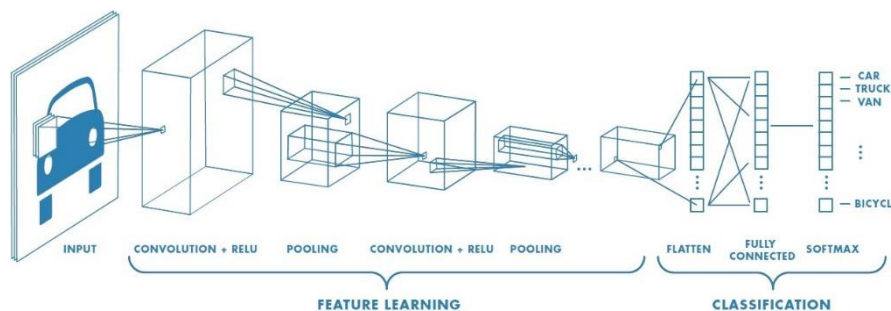 CAR
TRUCK
VAN
BICYCL
INPUT
CONVOLUTION + RELU
POOLING
CONVOLUTION + RELU
POOLING
FLATTEN
FULLY
CONNECTED
SOFTMAX
FEATURE LEARNING
CLASSIFICATION